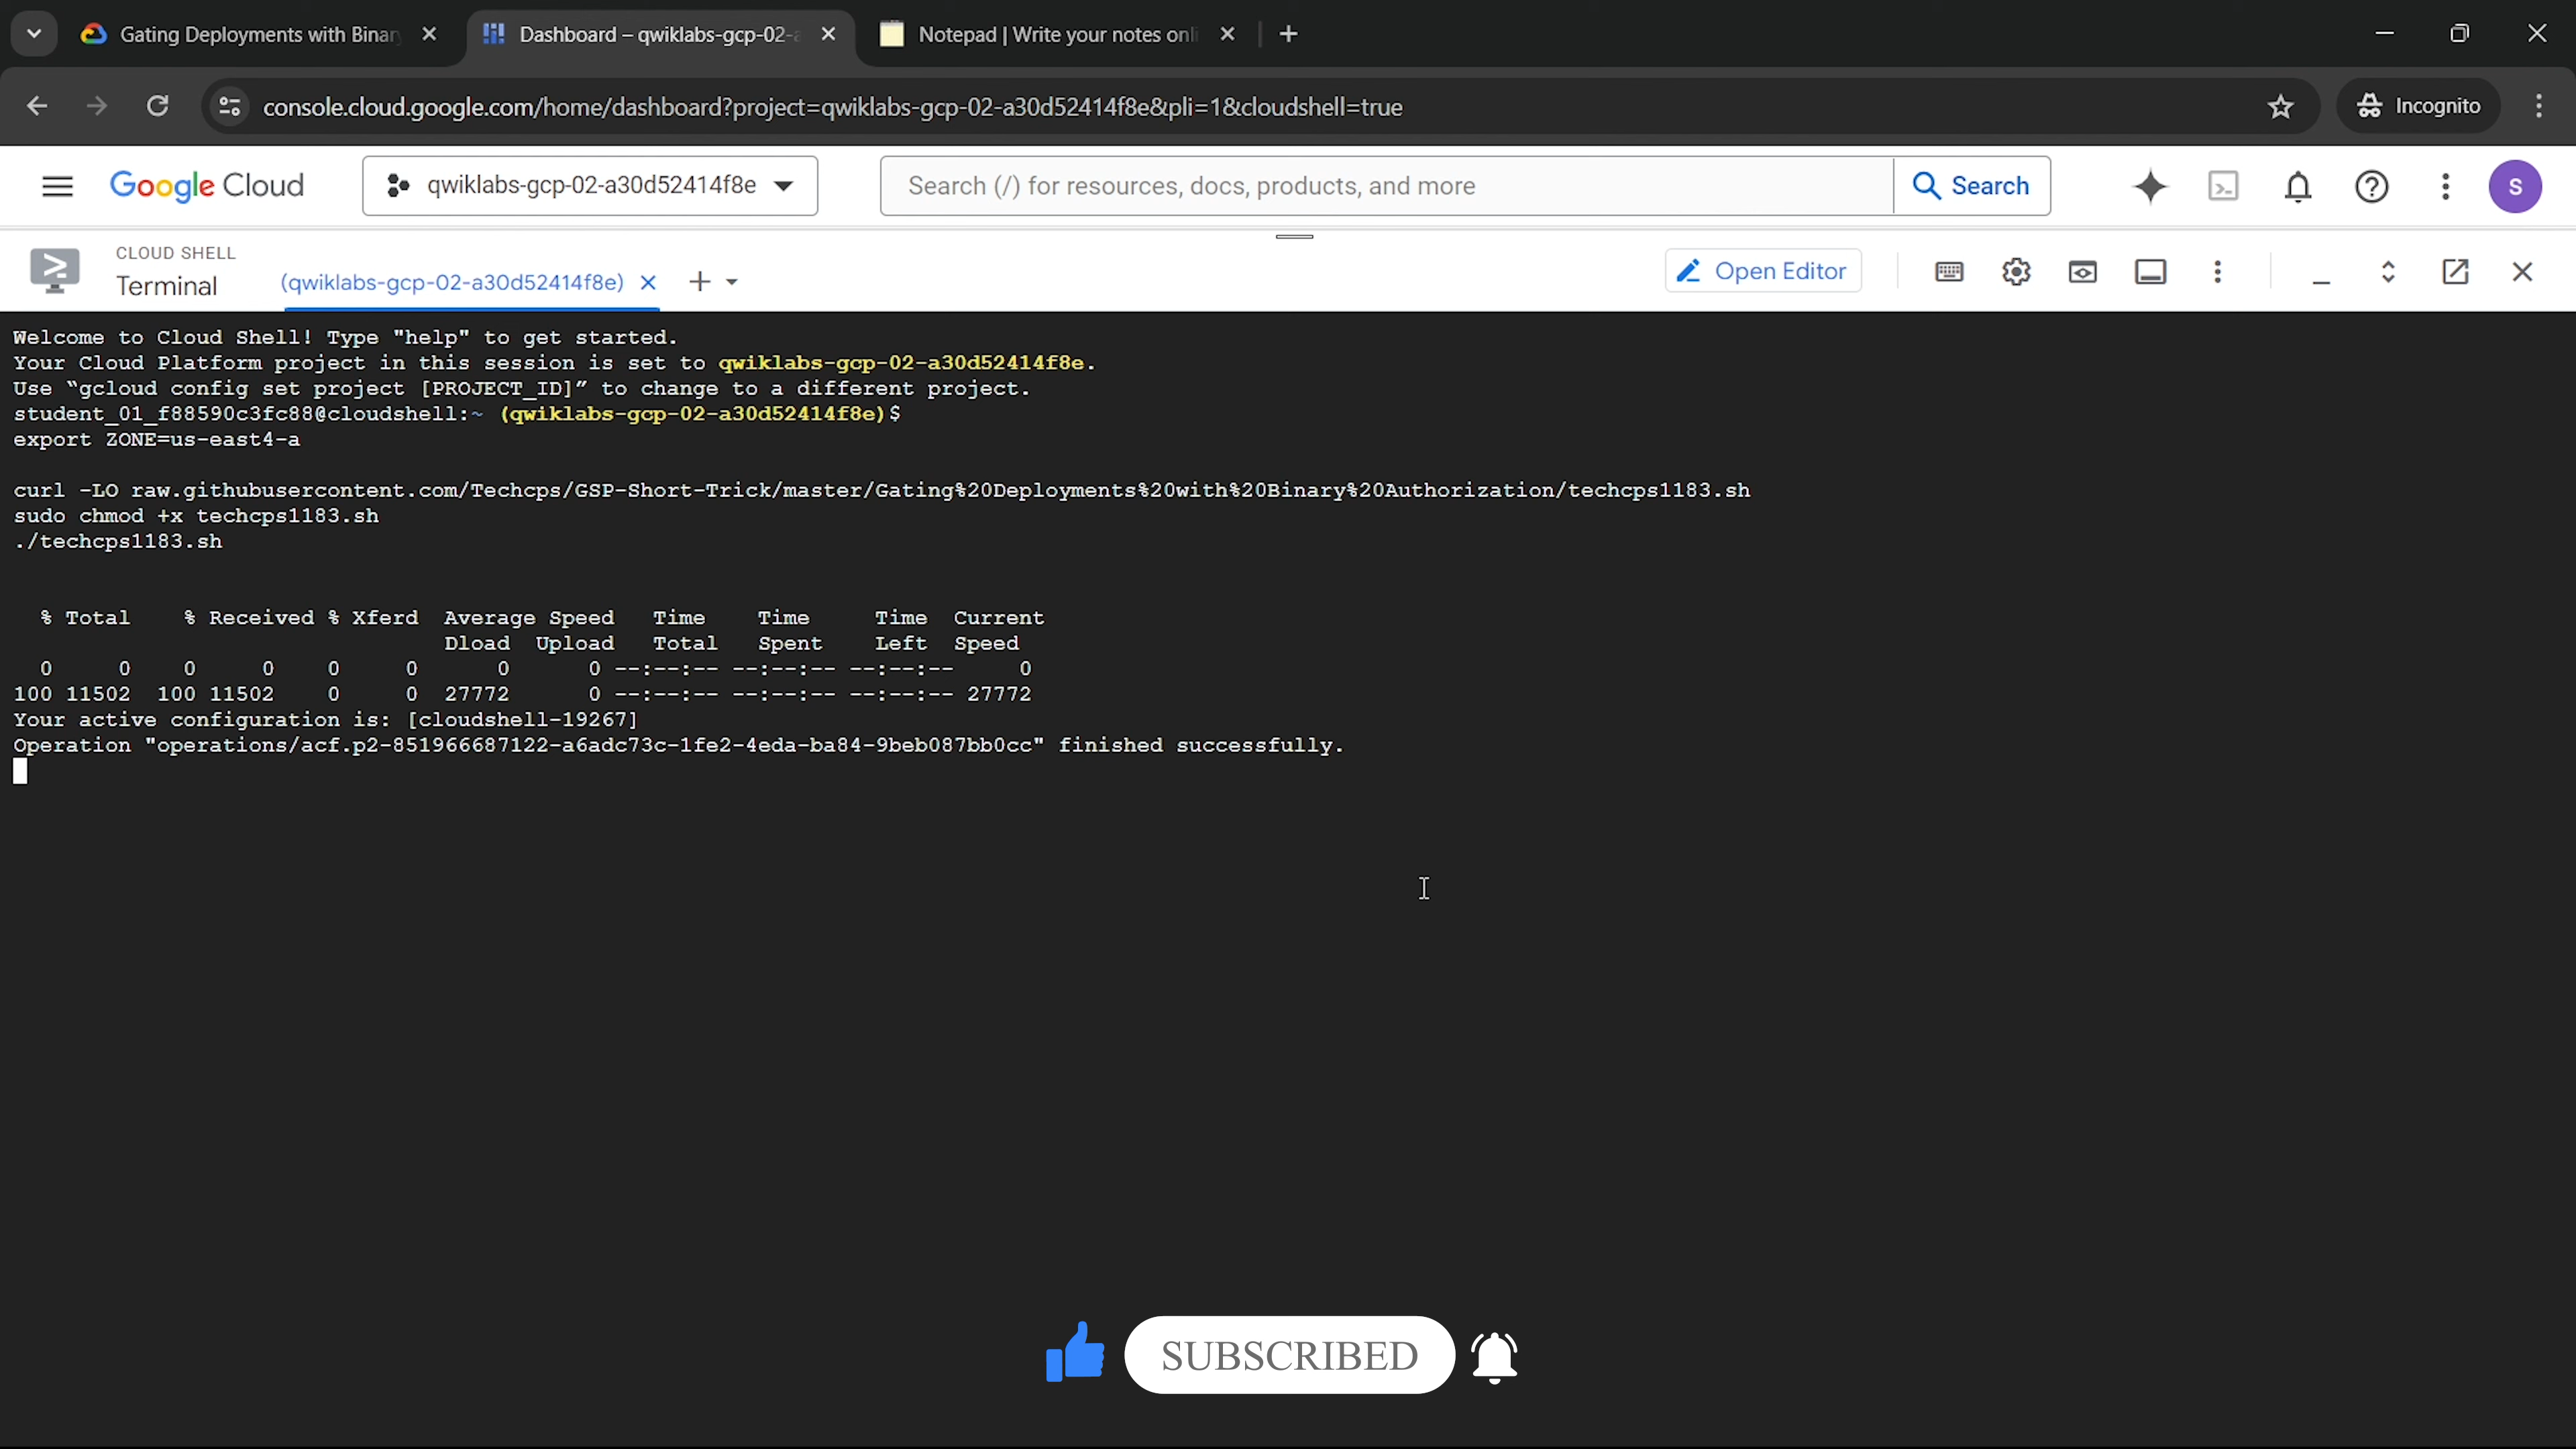 Gating Deployments with Binar
Dashboard – qwiklabs-gcp-02-a
Notepad | Write your notes onli
console.cloud.google.com/home/dashboard?project=qwiklabs-gcp-02-a30d52414f8e&pli=1&cloudshell=true
Incognito
Google Cloud
qwiklabs-gcp-02-a30d52414f8e
Search (/) for resources, docs, products, and more
Search
S
CLOUD SHELL
Terminal
(qwiklabs-gcp-02-a30d52414f8e)
Open Editor
Welcome to Cloud Shell! Type "help" to get started.
Your Cloud Platform project in this session is set to qwiklabs-gcp-02-a30d52414f8e.
Use “gcloud config set project [PROJECT_ID]” to change to a different project.
student_01_f88590c3fc88@cloudshell:~ (qwiklabs-gcp-02-a30d52414f8e)$
export ZONE=us-east4-a
curl -LO raw.githubusercontent.com/Techcps/GSP-Short-Trick/master/Gating%20Deployments%20with%20Binary%20Authorization/techcps1183.sh
sudo chmod +x techcps1183.sh
./techcps1183.sh
% Total % Received % Xferd Average Speed Time Time Time Current
Dload Upload Total Spent Left Speed
0 0 0 0 0 0 0 0 --:--:-- --:--:-- --:--:-- 0
100 11502 100 11502 0 0 27772 0 --:--:-- --:--:-- --:--:-- 27772
Your active configuration is: [cloudshell-19267]
Operation "operations/acf.p2-851966687122-a6adc73c-1fe2-4eda-ba84-9beb087bb0cc" finished successfully.
SUBSCRIBED